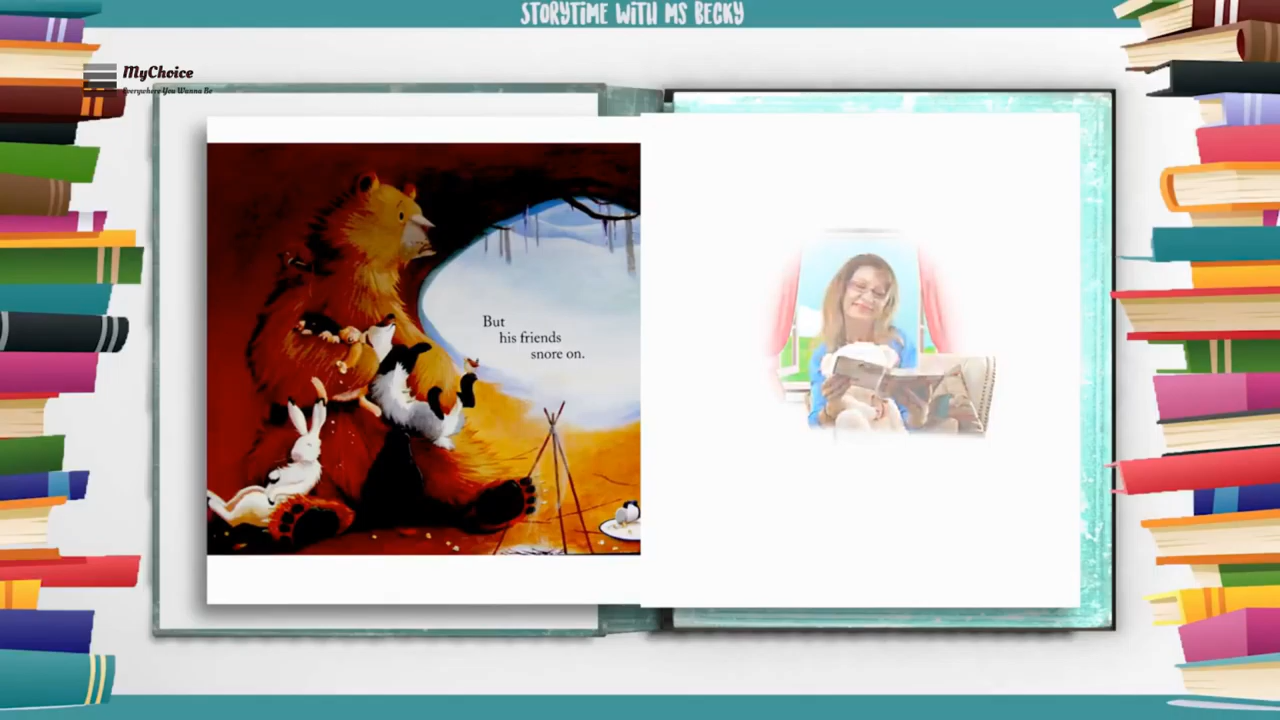 STORYTIME WITH MS BECKY
MyChoice
Everywhere You Wanna Be
But
his friends
snore on.